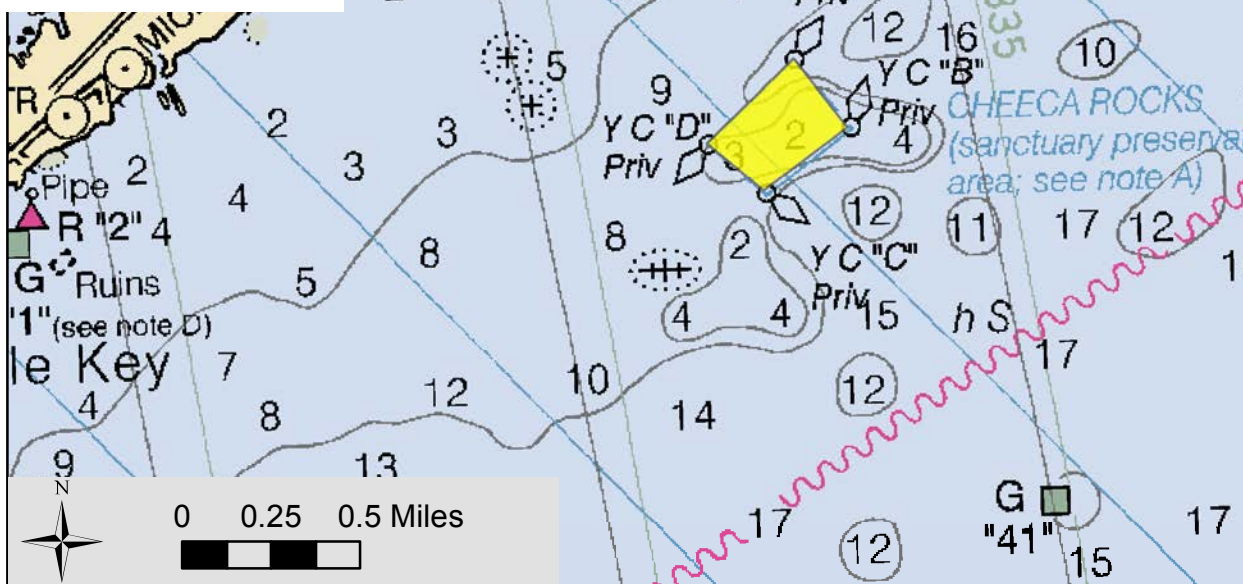 12
16
10
5
9
Y C "B"
Priv
335
CHEECA ROCKS
(sanctuary preserva
area; see note A)
2
3
Y C "D"
Priv
3
2
4
2
3
4
Pipe
R "2" 4
8
8
2
12
11
17
12
1
G Ruins
"1" (see note D)
5
Y C "C"
Priv
4
4
15
h S
17
le Key
7
12
10
12
4
8
14
9
13
N
0 0.25 0.5 Miles
17
12
G
"41"
15
17